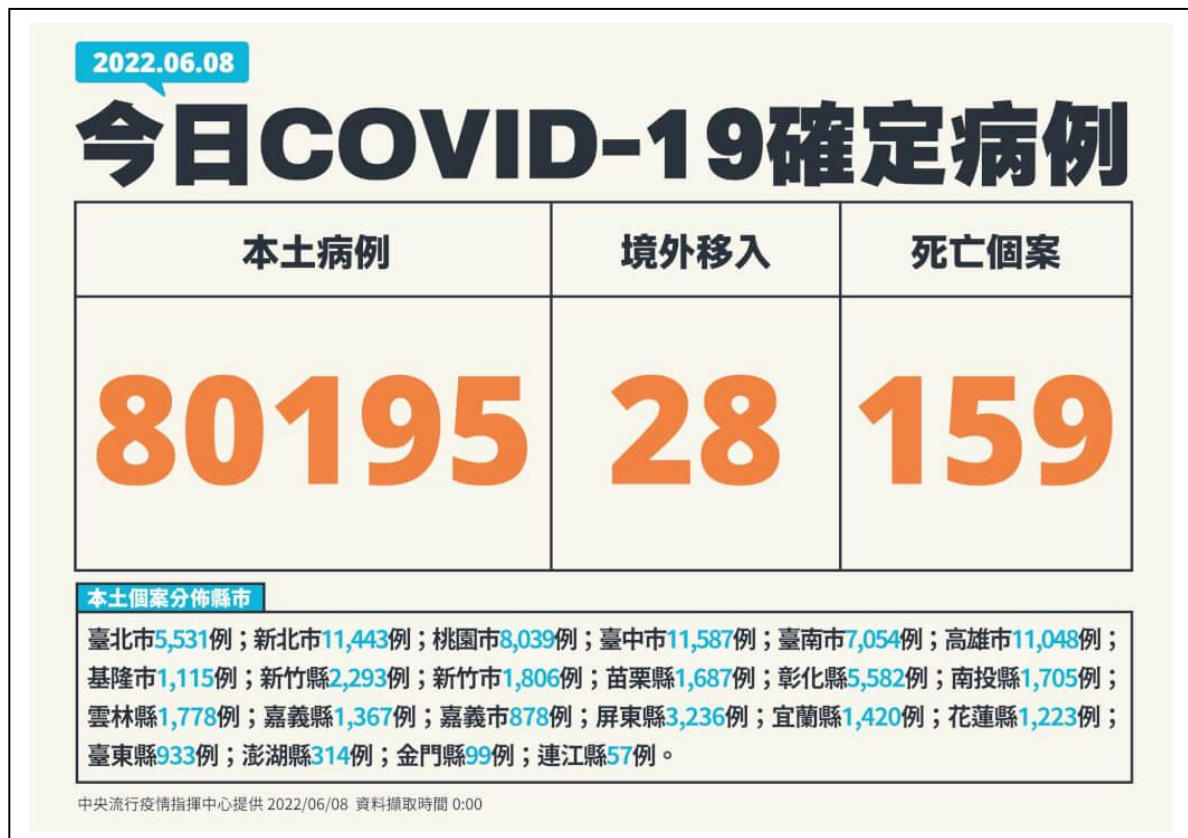 2022.06.08
今日COVID-19確定病例
本土病例 境外移入 死亡個案
80195 28 159
本土個案分佈縣市
臺北市5,531例；新北市11,443例；桃園市8,039例；臺中市11,587例；臺南市7,054例；高雄市11,048例；
基隆市1,115例；新竹縣2,293例；新竹市1,806例；苗栗縣1,687例；彰化縣5,582例；南投縣1,705例；
雲林縣1,778例；嘉義縣1,367例；嘉義市878例；屏東縣3,236例；宜蘭縣1,420例；花蓮縣1,223例；
臺東縣933例；澎湖縣314例；金門縣99例；連江縣57例。
中央流行疫情指揮中心提供 2022/06/08 資料擷取時間 0:00